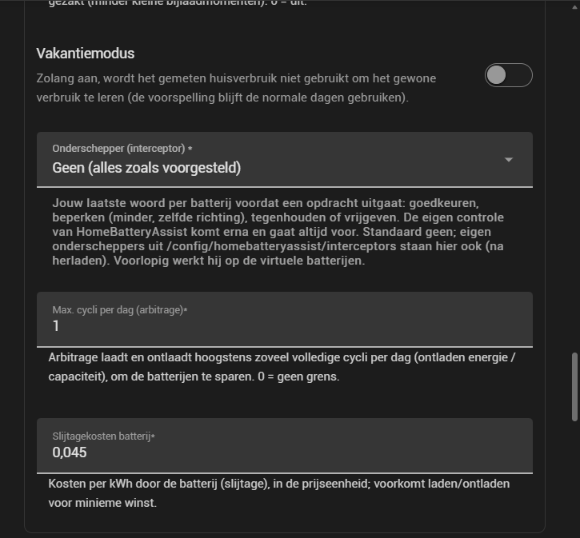 gezakt (minder kleine bijlaadmomenten). 0 = uit.
Vakantiemodus
Zolang aan, wordt het gemeten huisverbruik niet gebruikt om het gewone
verbruik te leren (de voorspelling blijft de normale dagen gebruiken).
Onderschepper (interceptor) *
Geen (alles zoals voorgesteld)
Jouw laatste woord per batterij voordat een opdracht uitgaat: goedkeuren,
beperken (minder, zelfde richting), tegenhouden of vrijgeven. De eigen controle
van HomeBatteryAssist komt erna en gaat altijd voor. Standaard geen; eigen
onderscheppers uit /config/homebatteryassist/interceptors staan hier ook (na
herladen). Voorlopig werkt hij op de virtuele batterijen.
Max. cycli per dag (arbitrage)*
1
Arbitrage laadt en ontlaadt hoogstens zoveel volledige cycli per dag (ontladen energie /
capaciteit), om de batterijen te sparen. 0 = geen grens.
Slijtagekosten batterij*
0,045
Kosten per kWh door de batterij (slijtage), in de prijseenheid; voorkomt laden/ontladen
voor minieme winst.